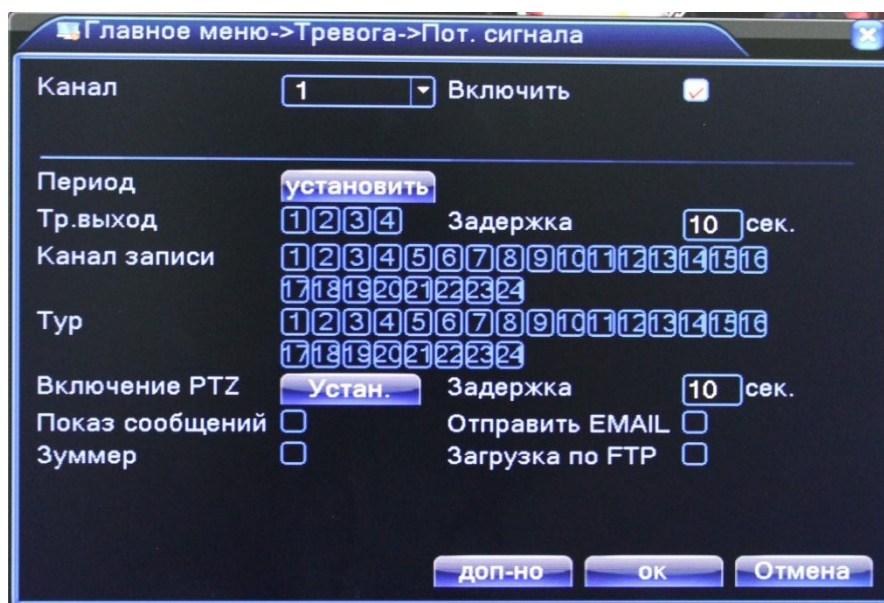 Главное меню->Тревога->Пот. сигнала
Канал 1 Включить
Период установить
Тр.выход 1 2 3 4 Задержка 10 сек.
Канал записи 1 2 3 4 5 6 7 8 9 10 11 12 13 14 15 16
17 18 19 20 21 22 23 24
Тур 1 2 3 4 5 6 7 8 9 10 11 12 13 14 15 16
17 18 19 20 21 22 23 24
Включение PTZ Устан. Задержка 10 сек.
Показ сообщений Отправить EMAIL
Зуммер Загрузка по FTP
доп-но ок Отмена